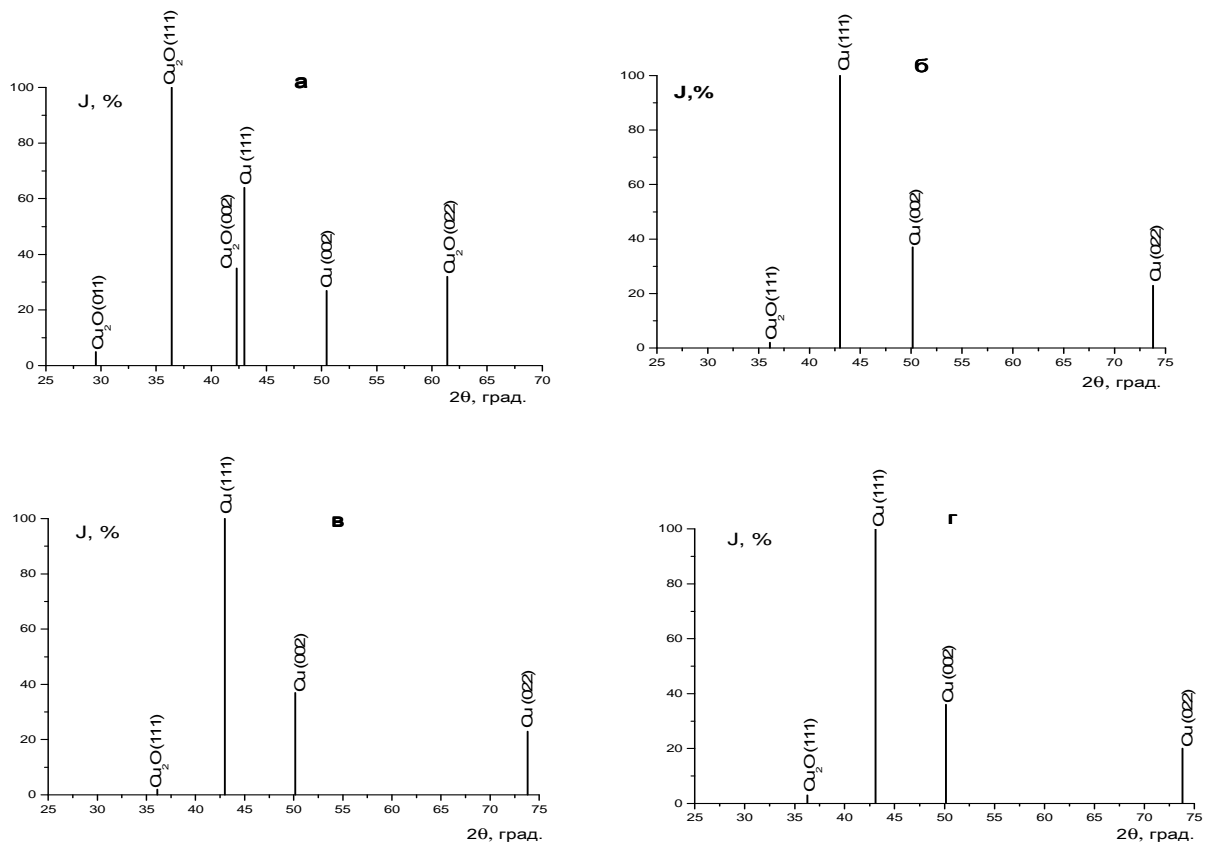 а
J, %
100
80
60
40
20
0
Cu₂O(011)
Cu₂O(111)
Cu₂O(002)
Cu(111)
Cu(002)
Cu₂O(022)
25 30 35 40 45 50 55 60 65 70
2θ, град.
б
J,%
100
80
60
40
20
0
Cu₂O(111)
Cu(111)
Cu(002)
Cu(022)
25 30 35 40 45 50 55 60 65 70 75
2θ, град.
в
J, %
100
80
60
40
20
0
Cu₂O(111)
Cu(111)
Cu(002)
Cu(022)
25 30 35 40 45 50 55 60 65 70 75
2θ, град.
г
J, %
100
80
60
40
20
0
Cu₂O(111)
Cu(111)
Cu(002)
Cu(022)
25 30 35 40 45 50 55 60 65 70 75
2θ, град.